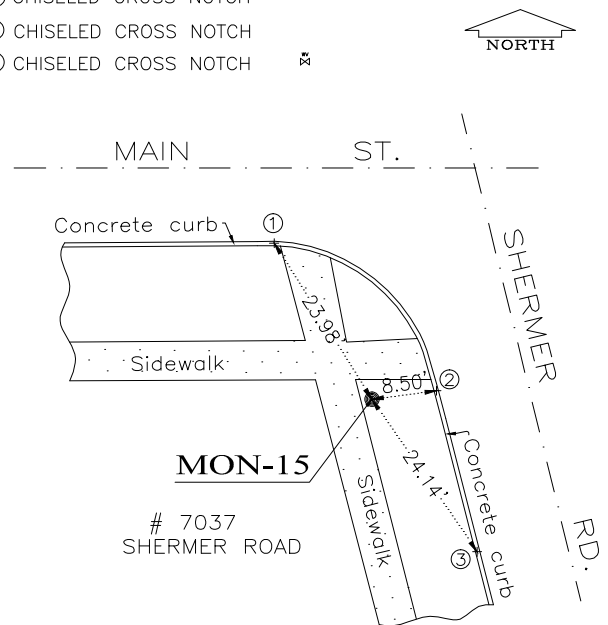 CHISELED CROSS NOTCH
CHISELED CROSS NOTCH
CHISELED CROSS NOTCH
WV
NORTH
MAIN ST.
Concrete curb
①
SHERMER RD.
23.98'
Sidewalk
8.50'
②
MON-15
24.14'
Concrete curb
Sidewalk
# 7037
SHERMER ROAD
③